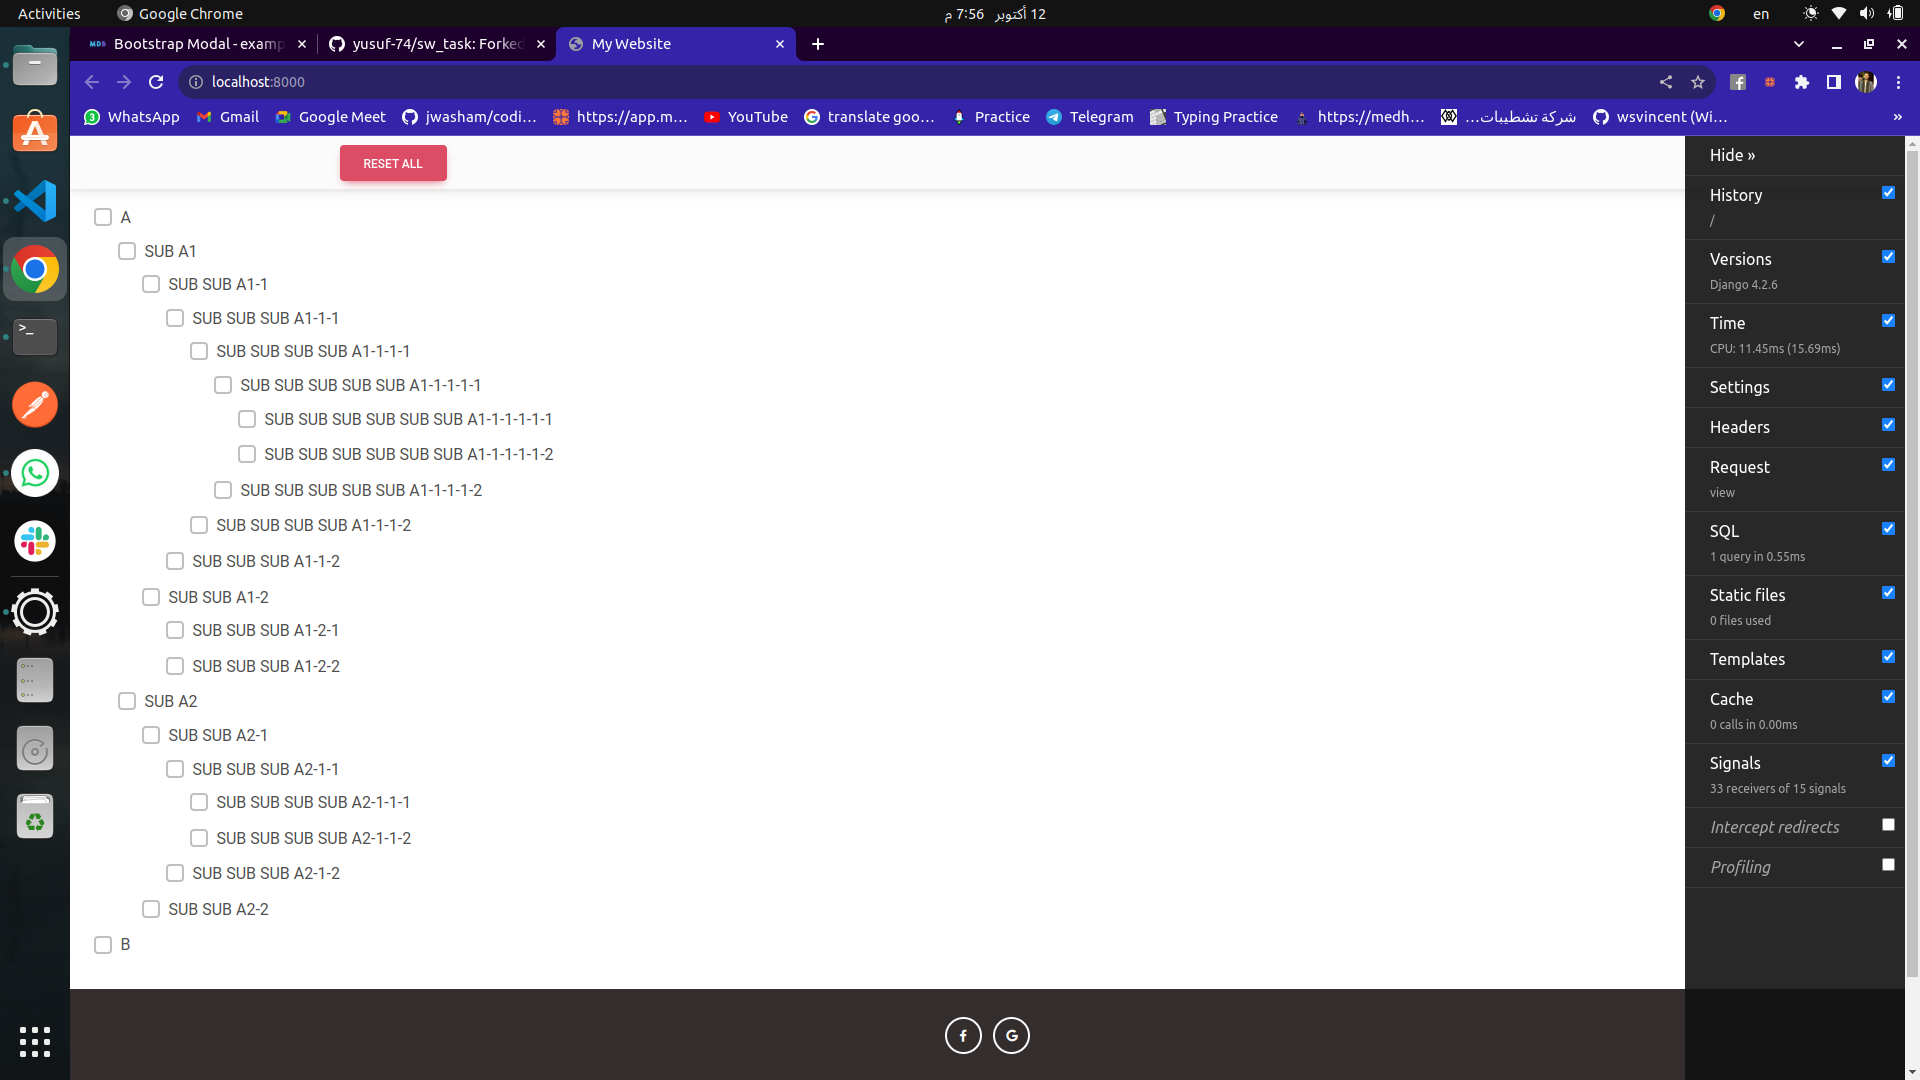 Activities
Google Chrome
12 أكتوبر 7:56 م
en
MDB Bootstrap Modal - examp
yusuf-74/sw_task: Forke
My Website
localhost:8000
3 WhatsApp
Gmail
Google Meet
jwasham/codi…
https://app.m…
YouTube
translate goo…
Practice
Telegram
Typing Practice
https://medh…
شركة تشطيبات…
wsvincent (Wi…
»
RESET ALL
A
SUB A1
SUB SUB A1-1
SUB SUB SUB A1-1-1
SUB SUB SUB SUB A1-1-1-1
SUB SUB SUB SUB SUB A1-1-1-1-1
SUB SUB SUB SUB SUB SUB A1-1-1-1-1-1
SUB SUB SUB SUB SUB SUB A1-1-1-1-1-2
SUB SUB SUB SUB SUB A1-1-1-1-2
SUB SUB SUB SUB A1-1-1-2
SUB SUB SUB A1-1-2
SUB SUB A1-2
SUB SUB SUB A1-2-1
SUB SUB SUB A1-2-2
SUB A2
SUB SUB A2-1
SUB SUB SUB A2-1-1
SUB SUB SUB SUB A2-1-1-1
SUB SUB SUB SUB A2-1-1-2
SUB SUB SUB A2-1-2
SUB SUB A2-2
B
Hide »
History
/
Versions
Django 4.2.6
Time
CPU: 11.45ms (15.69ms)
Settings
Headers
Request
view
SQL
1 query in 0.55ms
Static files
0 files used
Templates
Cache
0 calls in 0.00ms
Signals
33 receivers of 15 signals
Intercept redirects
Profiling